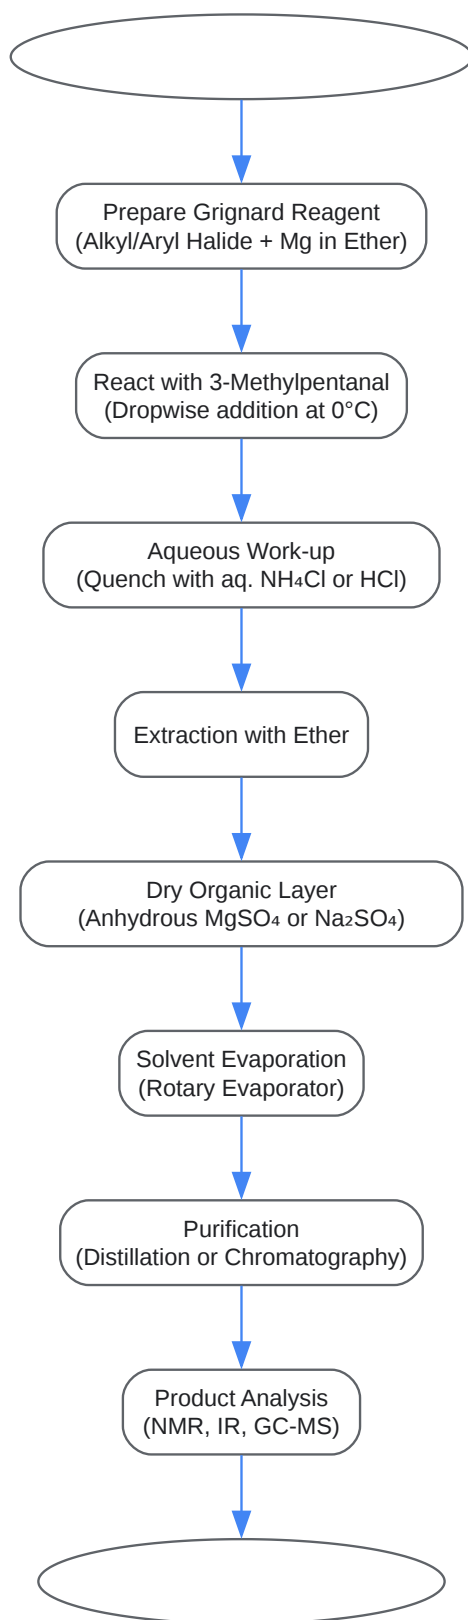 Prepare Grignard Reagent
(Alkyl/Aryl Halide + Mg in Ether)
React with 3-Methylpentanal
(Dropwise addition at 0°C)
Aqueous Work-up
(Quench with aq. NH₄Cl or HCl)
Extraction with Ether
Dry Organic Layer
(Anhydrous MgSO₄ or Na₂SO₄)
Solvent Evaporation
(Rotary Evaporator)
Purification
(Distillation or Chromatography)
Product Analysis
(NMR, IR, GC-MS)